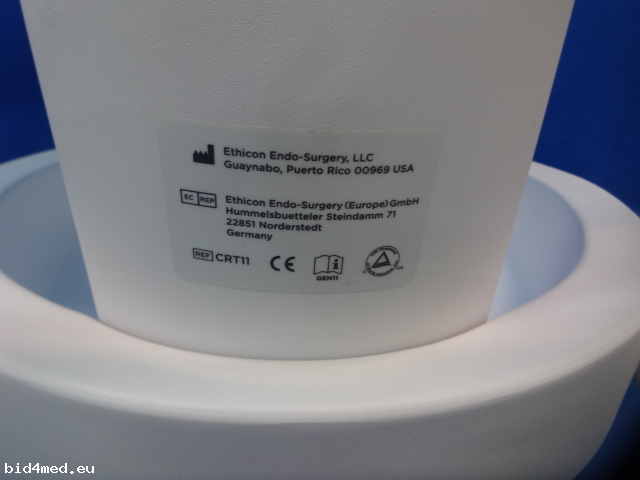 Ethicon Endo-Surgery, LLC
Guaynabo, Puerto Rico 00969 USA
EC REP
Ethicon Endo-Surgery (Europe) GmbH
Hummelsbuetteler Steindamm 71
22851 Norderstedt
Germany
REF CRT11
CE
GEN11
bid4med.eu